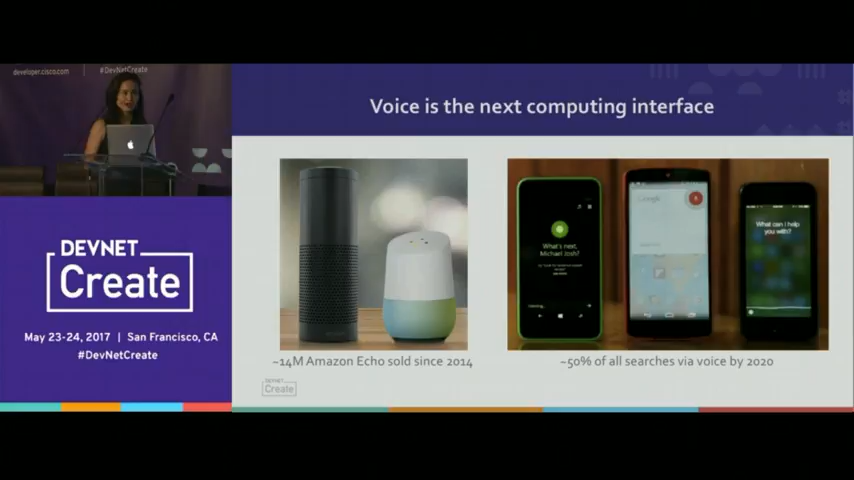 developer.cisco.com | #DevNetCreate
DEVNET
Create
May 23-24, 2017 | San Francisco, CA
#DevNetCreate
Voice is the next computing interface
What's next,
Michael Josh?
Google
What can I help
you with?
~14M Amazon Echo sold since 2014
~50% of all searches via voice by 2020
DEVNET
Create